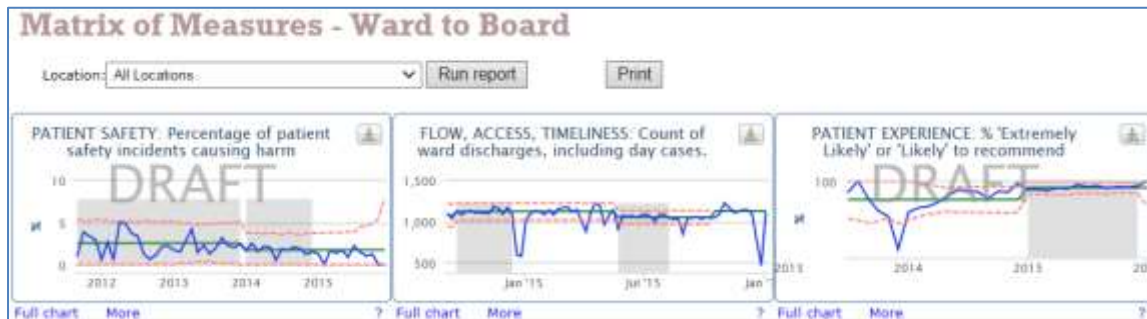 Matrix of Measures - Ward to Board
Location: All Locations Run report Print
PATIENT SAFETY: Percentage of patient
safety incidents causing harm
DRAFT
10
%
5
0
2012 2013 2014 2015
Full chart More ?
FLOW, ACCESS, TIMELINESS: Count of
ward discharges, including day cases.
1,500
1,000
500
Jan '15 Jul '15 Jan '
Full chart More ?
PATIENT EXPERIENCE: % 'Extremely
Likely' or 'Likely' to recommend
DRAFT
100
%
2013 2014 2015 20
Full chart More ?